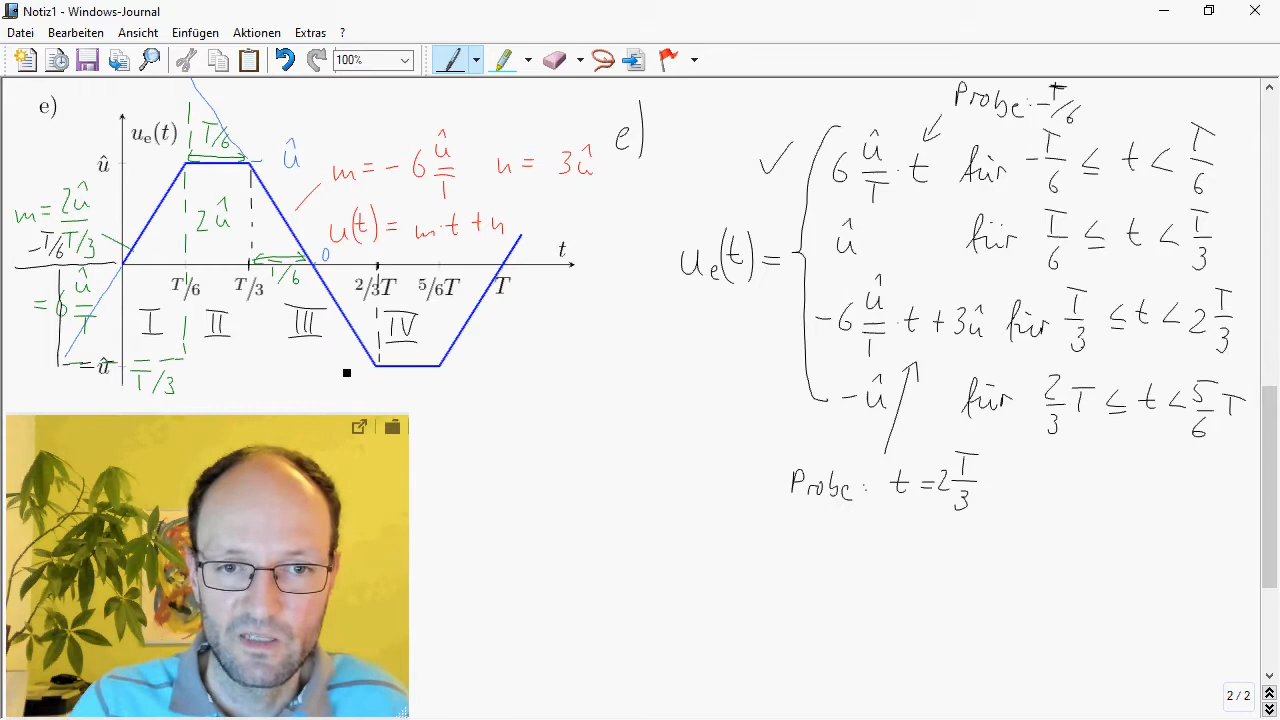 Notiz1 - Windows-Journal
Datei Bearbeiten Ansicht Einfügen Aktionen Extras ?
100%
e)
u_e(t)
T/6
û
û
m = 2û / T/3
= 6 û/T
-T/6
2û
m = -6 û/T n = 3û
u(t) = m·t + n
0
t
T/6
T/6 T/3 2/3T 5/6T T
I II III IV
-û
T/3
e)
Probe: -T/6
✓
u_e(t) =
6 û/T · t für -T/6 ≤ t < T/6
û für T/6 ≤ t < T/3
-6 û/T · t + 3û für T/3 ≤ t < 2 T/3
-û für 2/3 T ≤ t < 5/6 T
Probe: t = 2 T/3
2 / 2